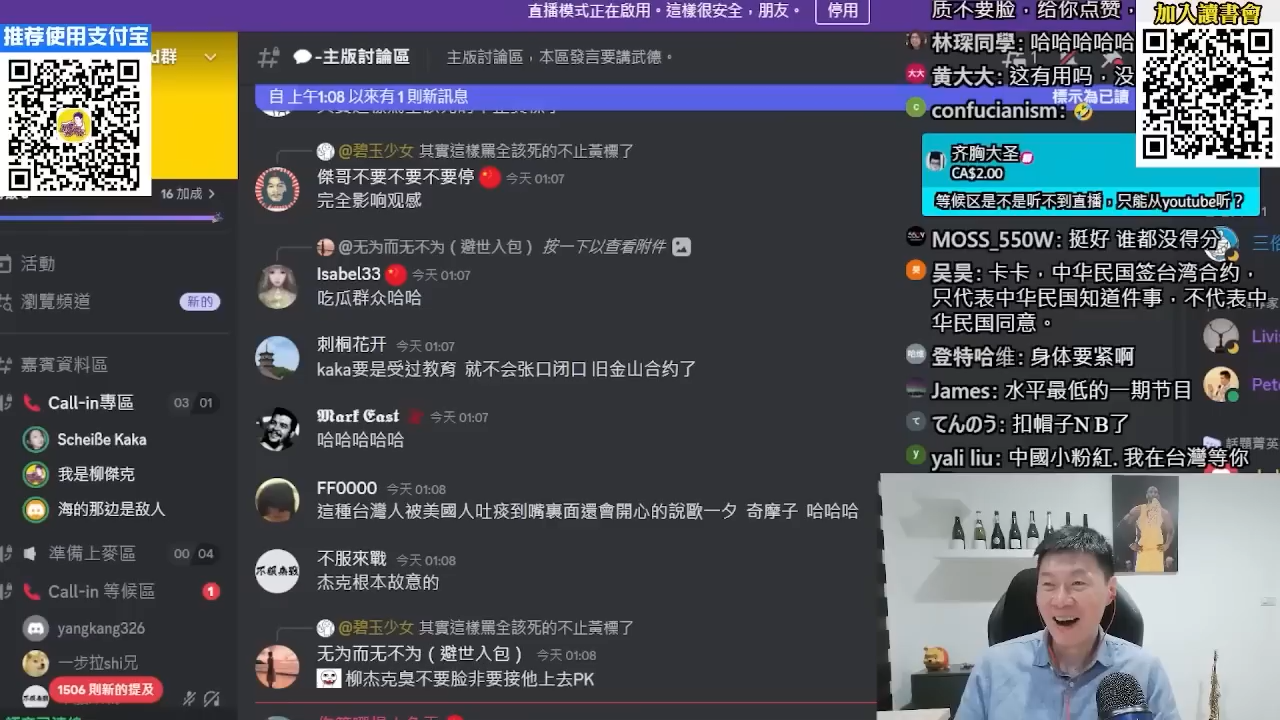 直播模式正在啟用。這樣很安全，朋友。
停用
推荐使用支付宝
d群
16 加成
活動
瀏覽頻道
新的
嘉賓資料區
Call-in專區
03 01
Scheiße Kaka
我是柳傑克
海的那边是敌人
準備上麥區
00 04
Call-in 等候區
1
yangkang326
一步拉shi兄
1506 則新的提及
-主版討論區
主版討論區，本區發言要講武德。
自 上午1:08 以來有 1 則新訊息
標示為已讀
@碧玉少女 其實這樣罵全該死的不止黃標了
傑哥不要不要不要停 今天 01:07
完全影响观感
@无为而无不为（避世入包） 按一下以查看附件
Isabel33 今天 01:07
吃瓜群众哈哈
刺桐花开 今天 01:07
kaka要是受过教育 就不会张口闭口 旧金山合约了
Mark East 今天 01:07
哈哈哈哈哈
FF0000 今天 01:08
這種台灣人被美國人吐痰到嘴裏面還會開心的說歐一夕 奇摩子 哈哈哈
不服來戰 今天 01:08
杰克根本故意的
@碧玉少女 其實這樣罵全該死的不止黃標了
无为而无不为（避世入包） 今天 01:08
柳杰克臭不要脸非要接他上去PK
质不要脸，给你点赞，
林琛同學: 哈哈哈哈哈
大大
黄大大: 这有用吗，没
confucianism:
齐胸大圣
CA$2.00
等候区是不是听不到直播，只能从youtube听？
MOSS_550W: 挺好 谁都没得分
吴昊: 卡卡，中华民国签台湾合约，
只代表中华民国知道件事，不代表中
华民国同意。
登特哈维: 身体要紧啊
James: 水平最低的一期节目
てんのう: 扣帽子N B了
yali liu: 中國小粉紅. 我在台灣等你
加入讀書會
Livi
Pete
話題菁英